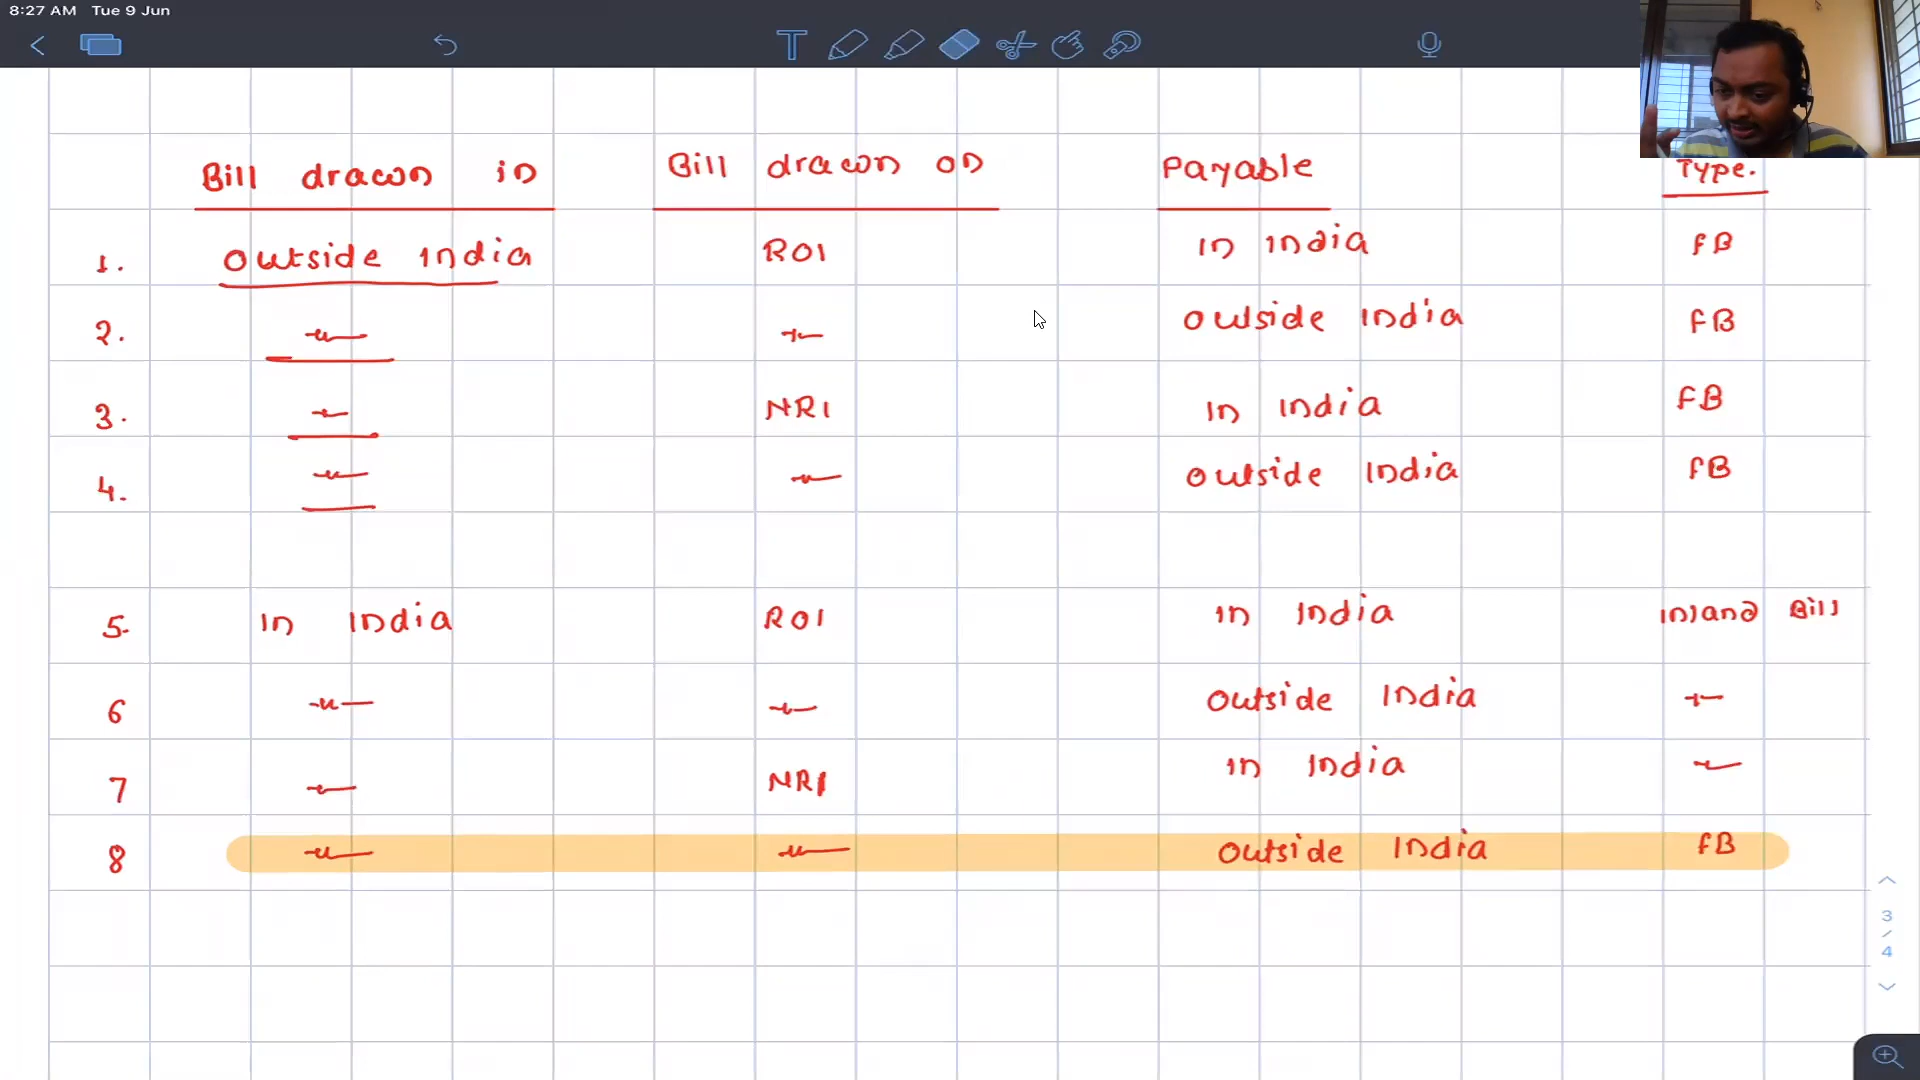 8:27 AM Tue 9 Jun
Bill drawn in Bill drawn on Payable Type.
1. Outside India ROI In India FB
2. -〃- -〃- Outside India FB
3. -〃- NRI In India FB
4. -〃- -〃- Outside India FB
5. In India ROI In India Inland Bill
6 -〃- -〃- Outside India -〃-
7 -〃- NRI In India -〃-
8 -〃- -〃- Outside India FB
3
/
4